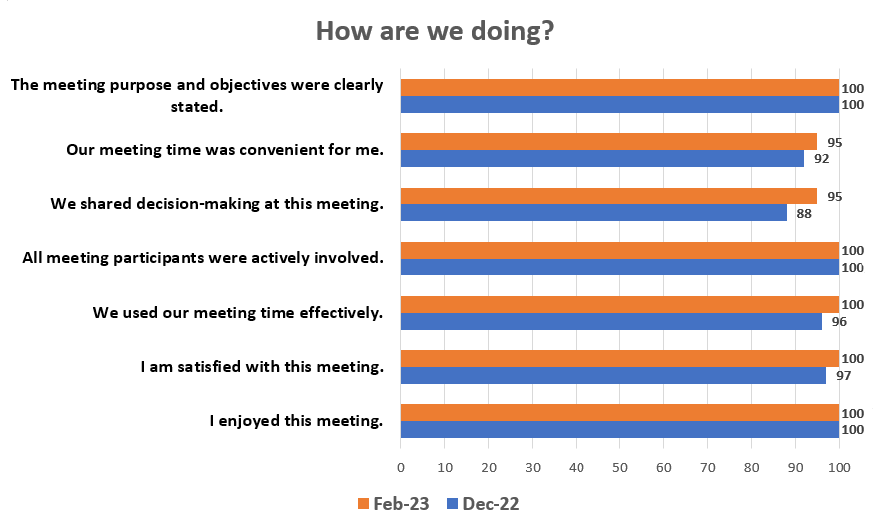 How are we doing?
The meeting purpose and objectives were clearly
stated.
100
100
Our meeting time was convenient for me.
95
92
We shared decision-making at this meeting.
95
88
All meeting participants were actively involved.
100
100
We used our meeting time effectively.
100
96
I am satisfied with this meeting.
100
97
I enjoyed this meeting.
100
100
0 10 20 30 40 50 60 70 80 90 100
Feb-23 Dec-22